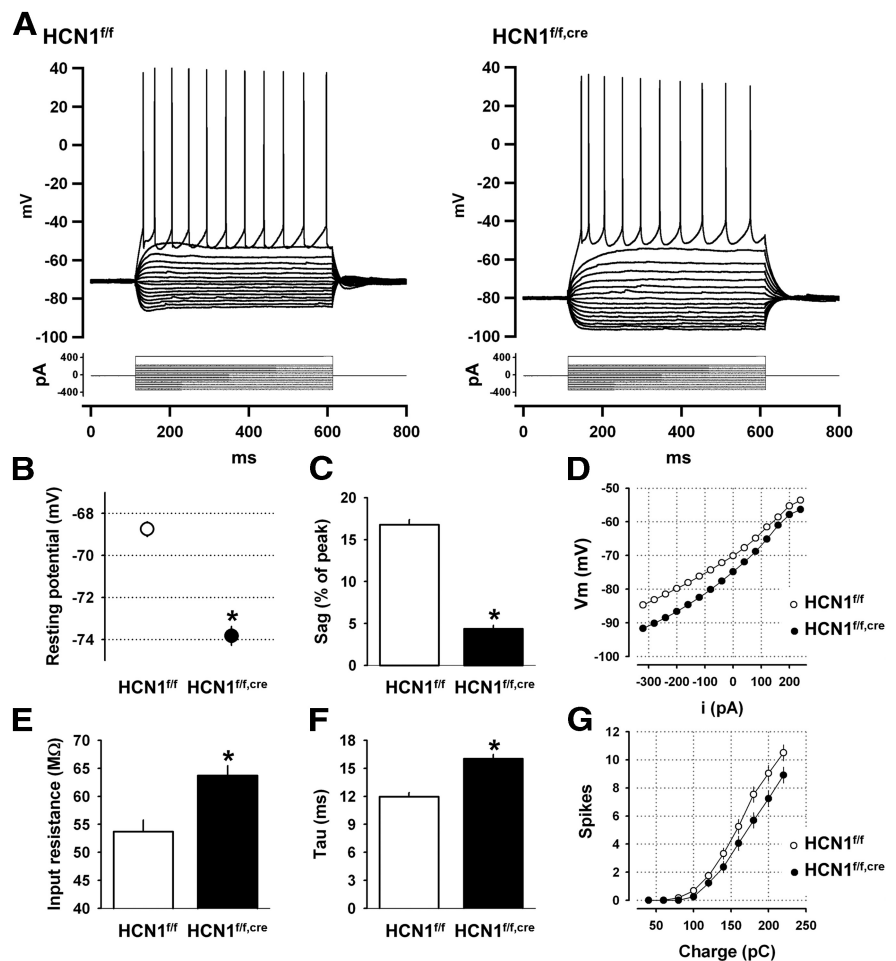 A
HCN1f/f
HCN1f/f,cre
40
20
0
-20
-40
-60
-80
-100
mV
40
20
0
-20
-40
-60
-80
-100
mV
400
0
-400
pA
400
0
-400
pA
0 200 400 600 800
ms
0 200 400 600 800
ms
B
Resting potential (mV)
-68
-70
-72
-74
*
HCN1f/f HCN1f/f,cre
C
Sag (% of peak)
20
15
10
5
0
*
HCN1f/f HCN1f/f,cre
D
Vm (mV)
-50
-60
-70
-80
-90
-100
HCN1f/f
HCN1f/f,cre
-300 -200 -100 0 100 200
i (pA)
E
Input resistance (MΩ)
70
65
60
55
50
45
40
*
HCN1f/f HCN1f/f,cre
F
Tau (ms)
18
15
12
9
6
3
0
*
HCN1f/f HCN1f/f,cre
G
Spikes
12
10
8
6
4
2
0
HCN1f/f
HCN1f/f,cre
50 100 150 200 250
Charge (pC)